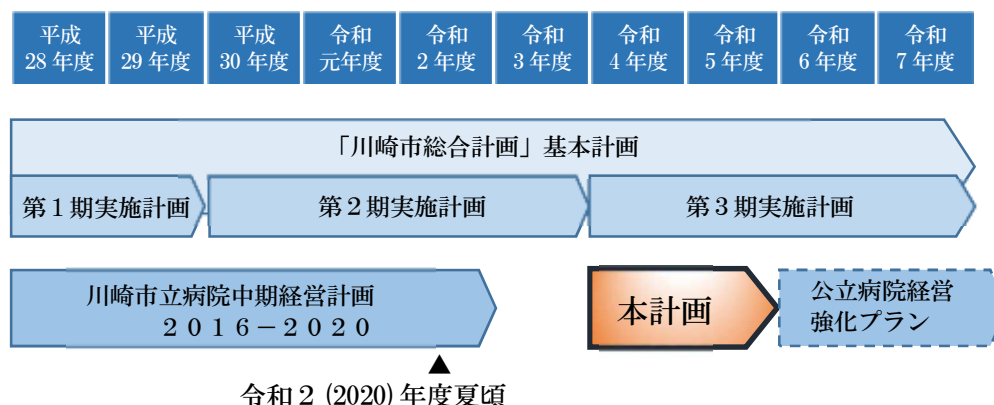 平成
28 年度
平成
29 年度
平成
30 年度
令和
元年度
令和
2 年度
令和
3 年度
令和
4 年度
令和
5 年度
令和
6 年度
令和
7 年度
「川崎市総合計画」基本計画
第１期実施計画
第２期実施計画
第３期実施計画
川崎市立病院中期経営計画
２０１６－２０２０
本計画
公立病院経営
強化プラン
▲
令和２ (2020) 年度夏頃